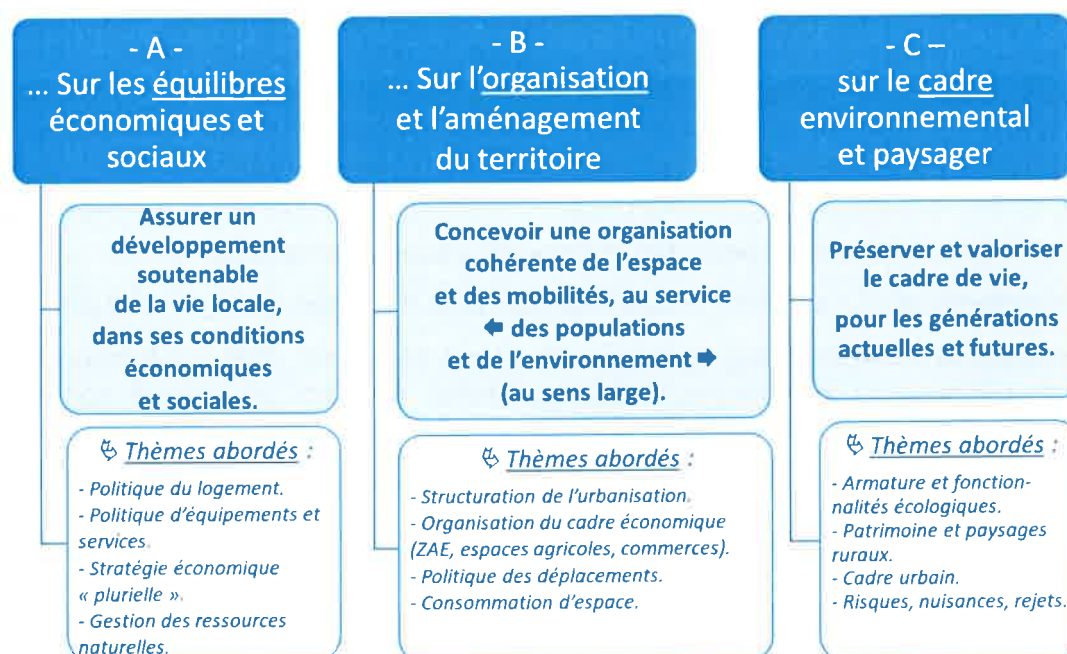 - A -
... Sur les équilibres
économiques et
sociaux
Assurer un
développement
soutenable
de la vie locale,
dans ses conditions
économiques
et sociales.
Thèmes abordés :
- Politique du logement.
- Politique d'équipements et
services.
- Stratégie économique
« plurielle ».
- Gestion des ressources
naturelles.
- B -
... Sur l'organisation
et l'aménagement
du territoire
Concevoir une organisation
cohérente de l'espace
et des mobilités, au service
des populations
et de l'environnement
(au sens large).
Thèmes abordés :
- Structuration de l'urbanisation.
- Organisation du cadre économique
(ZAE, espaces agricoles, commerces).
- Politique des déplacements.
- Consommation d'espace.
- C –
sur le cadre
environnemental
et paysager
Préserver et valoriser
le cadre de vie,
pour les générations
actuelles et futures.
Thèmes abordés :
- Armature et fonction-
nalités écologiques.
- Patrimoine et paysages
ruraux.
- Cadre urbain.
- Risques, nuisances, rejets.